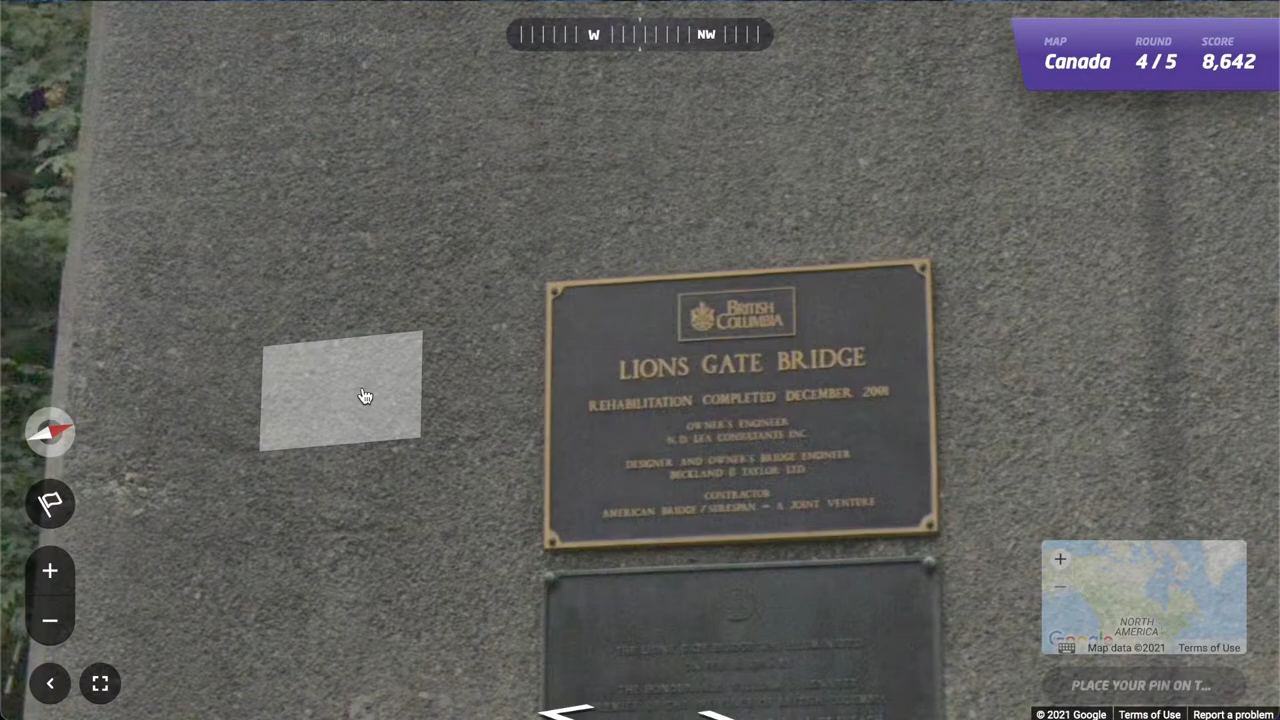 W
NW
MAP
ROUND
SCORE
Canada
4 / 5
8,642
BRITISH
COLUMBIA
LIONS GATE BRIDGE
REHABILITATION COMPLETED DECEMBER 2001
OWNER'S ENGINEER
N.D. LEA CONSULTANTS INC.
DESIGNER AND OWNER'S BRIDGE ENGINEER
BUCKLAND & TAYLOR LTD.
CONTRACTOR
AMERICAN BRIDGE / SURESPAN – A JOINT VENTURE
+
−
+
−
NORTH
AMERICA
Google
Map data ©2021
Terms of Use
PLACE YOUR PIN ON T...
© 2021 Google
Terms of Use
Report a problem